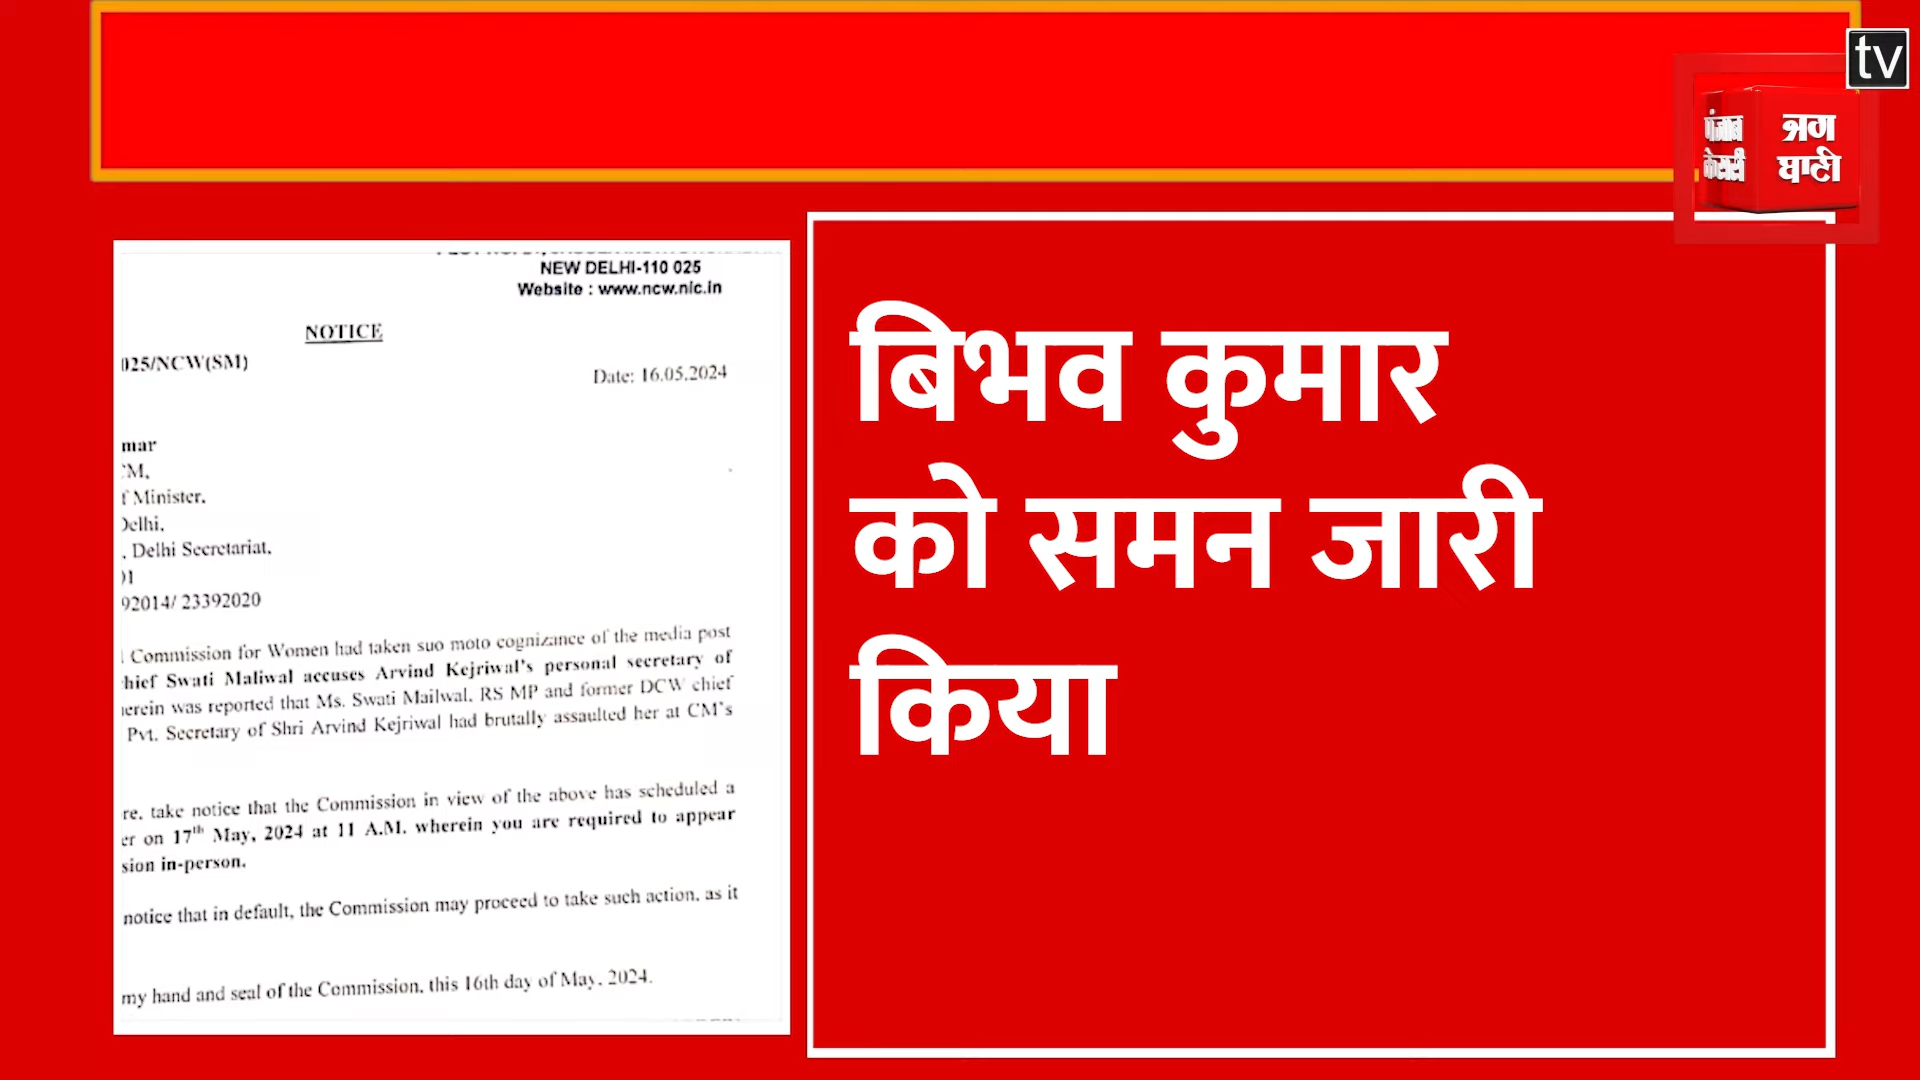 tv
पंजाब
केसरी
जग
बाणी
NEW DELHI-110 025
Website : www.ncw.nic.in
NOTICE
025/NCW(SM)
Date: 16.05.2024
mar
CM,
f Minister,
Delhi,
, Delhi Secretariat,
01
92014/ 23392020
l Commission for Women had taken suo moto cognizance of the media post
hief Swati Maliwal accuses Arvind Kejriwal's personal secretary of
erein was reported that Ms. Swati Mailwal, RS MP and former DCW chief
Pvt. Secretary of Shri Arvind Kejriwal had brutally assaulted her at CM's
re, take notice that the Commission in view of the above has scheduled a
er on 17th May, 2024 at 11 A.M. wherein you are required to appear
sion in-person.
notice that in default, the Commission may proceed to take such action, as it
my hand and seal of the Commission, this 16th day of May, 2024.
बिभव कुमार
को समन जारी
किया